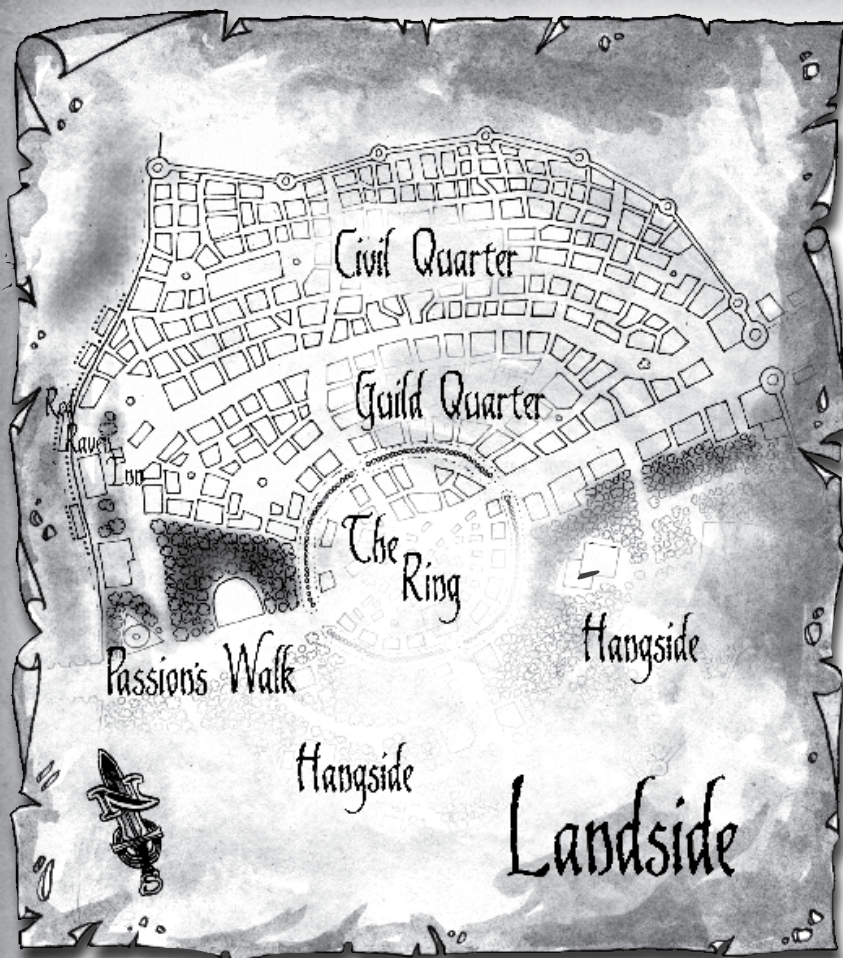 Civil Quarter
Guild Quarter
Red
Raven
Inn
The
Ring
Hangside
Passion's Walk
Hangside
Landside
N
S